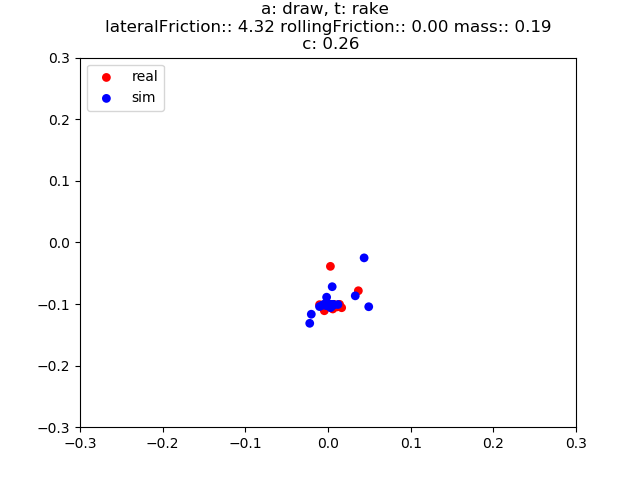 a: draw, t: rake
lateralFriction:: 4.32 rollingFriction:: 0.00 mass:: 0.19
c: 0.26
real
sim
0.3
0.2
0.1
0.0
−0.1
−0.2
−0.3
−0.3
−0.2
−0.1
0.0
0.1
0.2
0.3